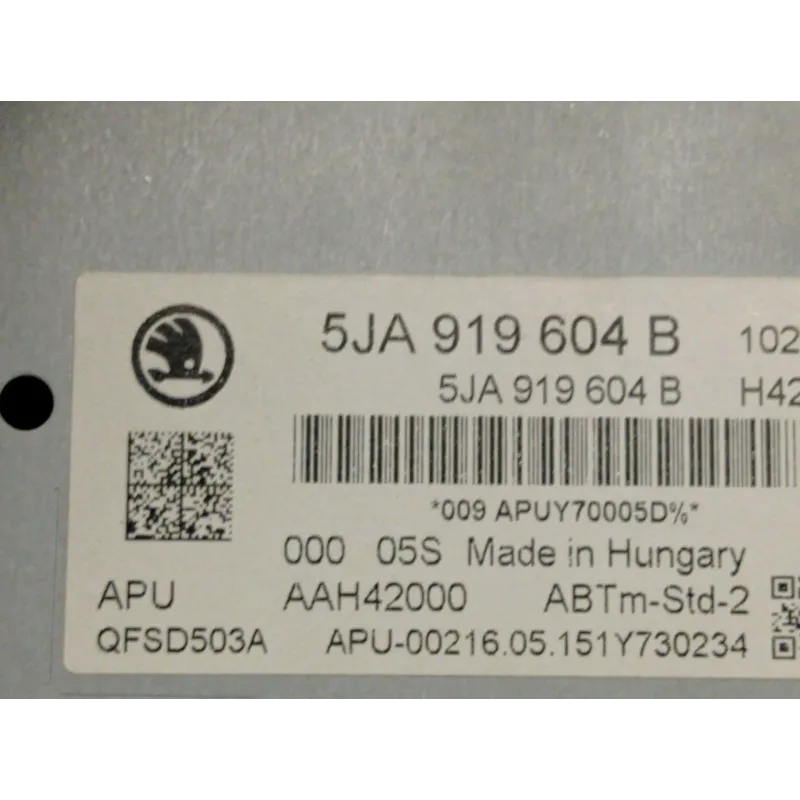 5JA 919 604 B 102
5JA 919 604 B H42
*009 APUY70005D%*
000 05S Made in Hungary
APU AAH42000 ABTm-Std-2
QFSD503A APU-00216.05.151Y730234